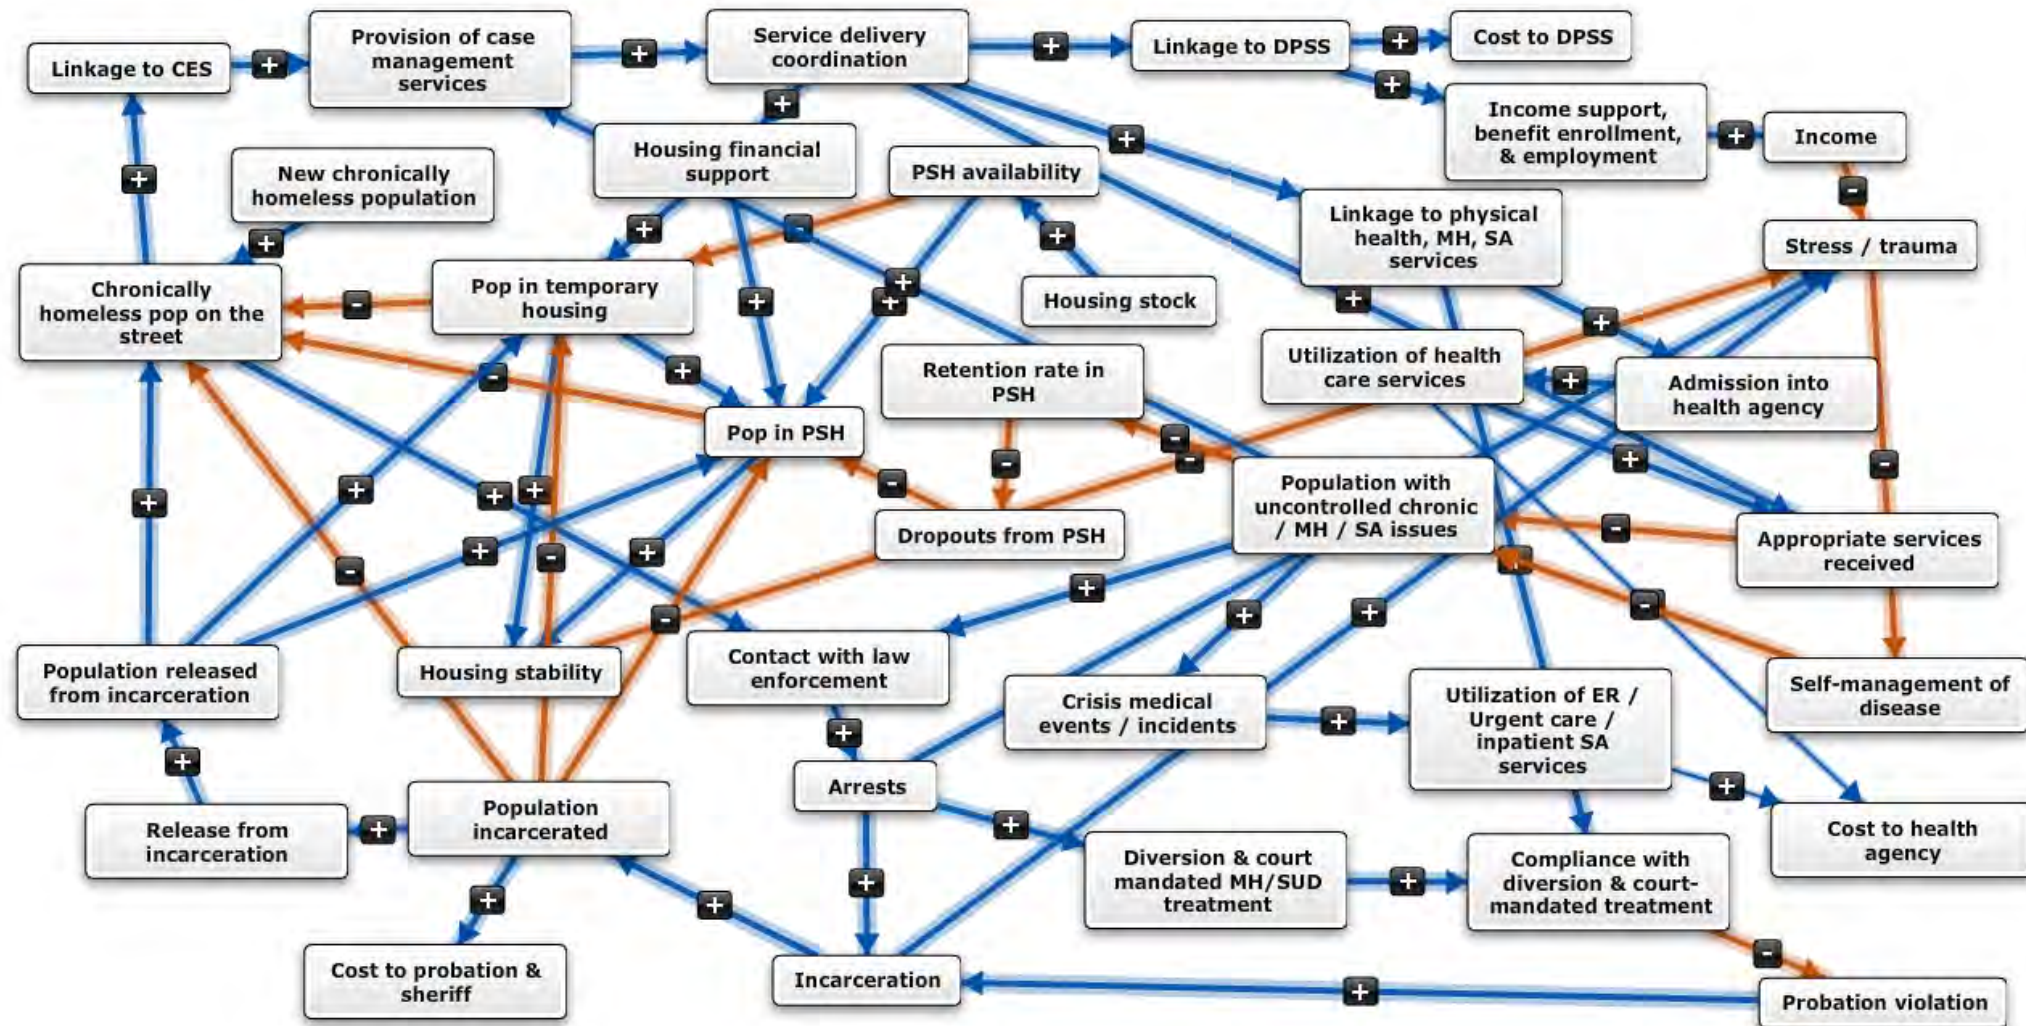 Linkage to CES
Provision of case
management
services
Service delivery
coordination
Linkage to DPSS
Cost to DPSS
Income support,
benefit enrollment,
& employment
Income
New chronically
homeless population
Housing financial
support
PSH availability
Linkage to physical
health, MH, SA
services
Stress / trauma
Chronically
homeless pop on the
street
Pop in temporary
housing
Housing stock
Retention rate in
PSH
Utilization of health
care services
Admission into
health agency
Pop in PSH
Dropouts from PSH
Population with
uncontrolled chronic
/ MH / SA issues
Appropriate services
received
Population released
from incarceration
Housing stability
Contact with law
enforcement
Crisis medical
events / incidents
Utilization of ER /
Urgent care /
inpatient SA
services
Self-management of
disease
Arrests
Release from
incarceration
Population
incarcerated
Diversion & court
mandated MH/SUD
treatment
Compliance with
diversion & court-
mandated treatment
Cost to health
agency
Cost to probation &
sheriff
Incarceration
Probation violation